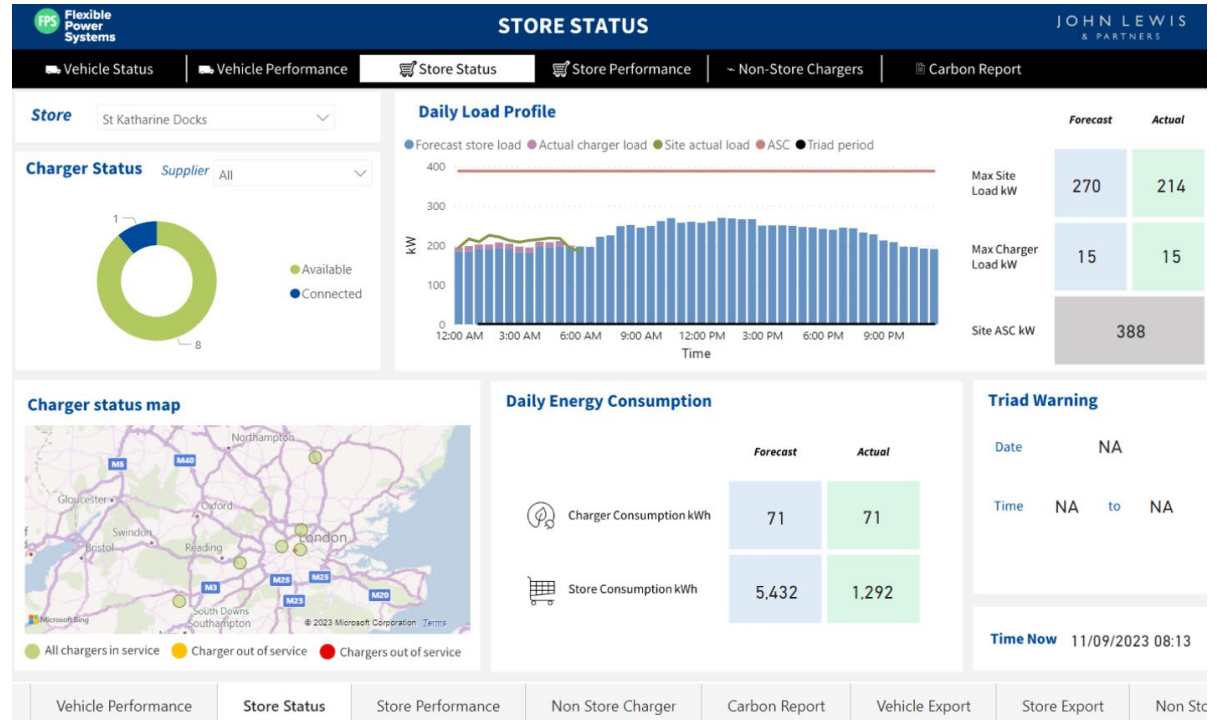 FPS
Flexible
Power
Systems
STORE STATUS
JOHN LEWIS
& PARTNERS
Vehicle Status
Vehicle Performance
Store Status
Store Performance
Non-Store Chargers
Carbon Report
Store
St Katharine Docks
Charger Status Supplier All
1
8
Available
Connected
Daily Load Profile
Forecast store load Actual charger load Site actual load ASC Triad period
400
300
200
100
0
kW
12:00 AM 3:00 AM 6:00 AM 9:00 AM 12:00 PM 3:00 PM 6:00 PM 9:00 PM
Time
Forecast Actual
Max Site
Load kW
270 214
Max Charger
Load kW
15 15
Site ASC kW 388
Charger status map
Northampton
M5
M40
Gloucester
Oxford
Swindon
London
Bristol
Reading
M25
M25
M3
M23
M20
South Downs
Southampton
Microsoft Bing
© 2023 Microsoft Corporation Terms
All chargers in service Charger out of service Chargers out of service
Daily Energy Consumption
Forecast Actual
Charger Consumption kWh 71 71
Store Consumption kWh 5,432 1,292
Triad Warning
Date NA
Time NA to NA
Time Now 11/09/2023 08:13
Vehicle Performance
Store Status
Store Performance
Non Store Charger
Carbon Report
Vehicle Export
Store Export
Non Sto